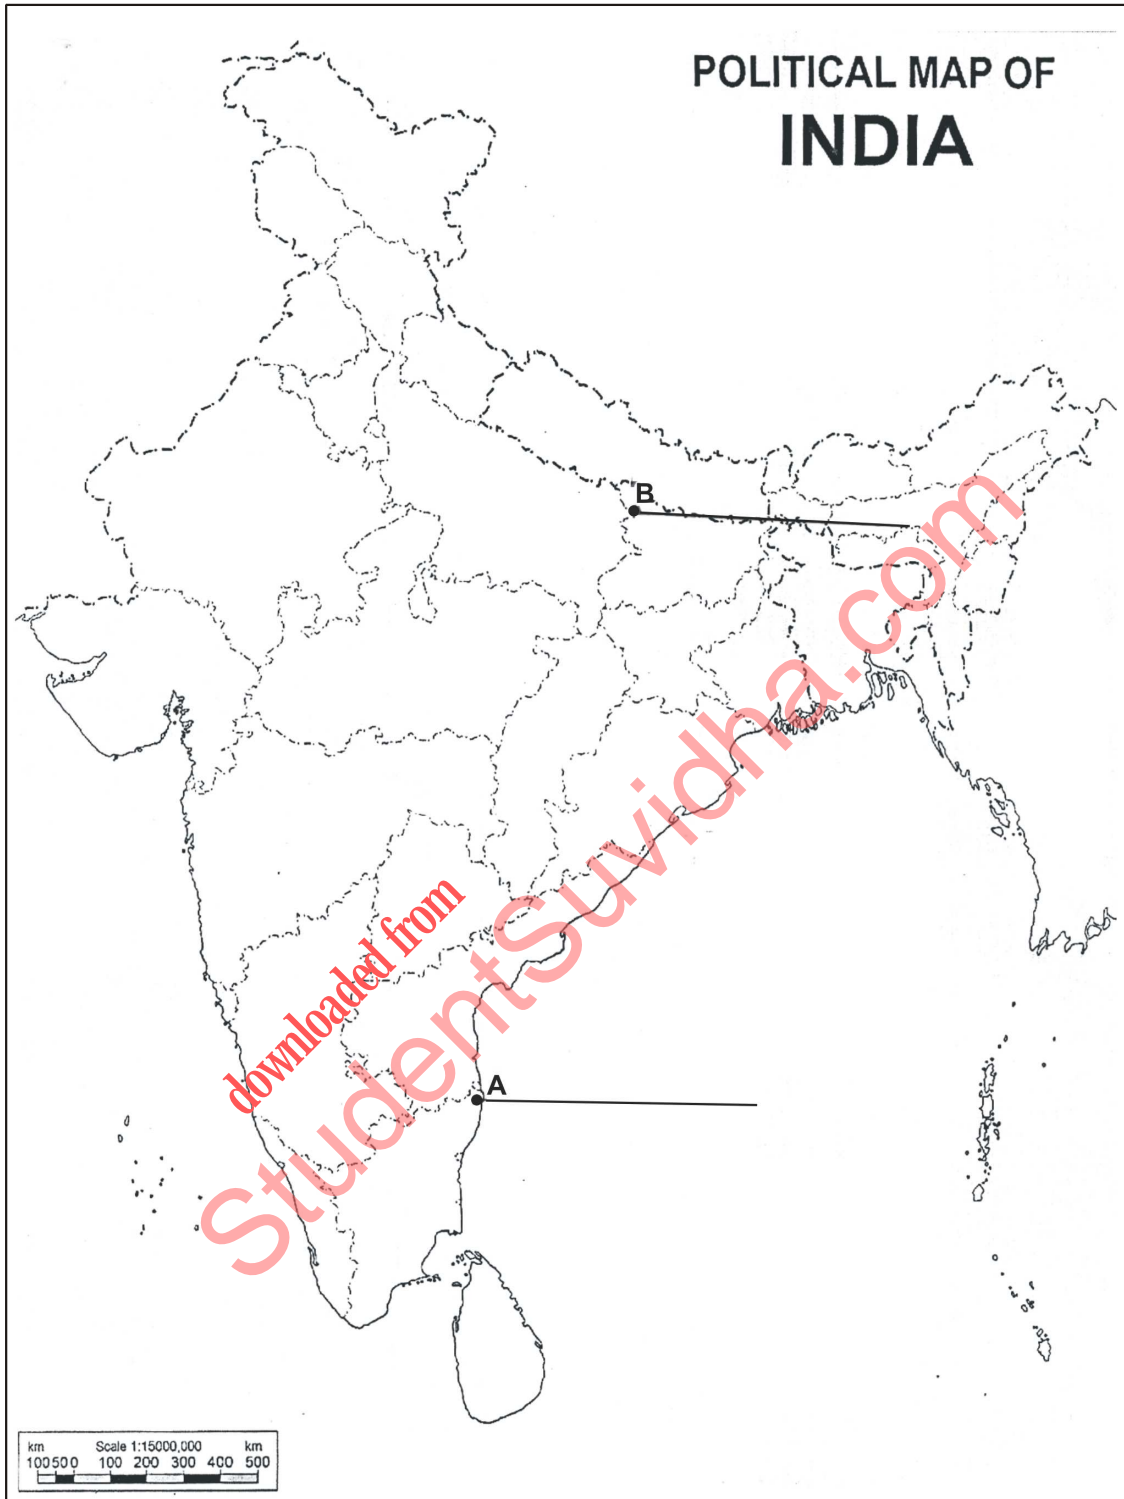 POLITICAL MAP OF
INDIA
B
A
downloaded from
StudentSuvidha.com
km Scale 1:15000,000 km
100 50 0 100 200 300 400 500